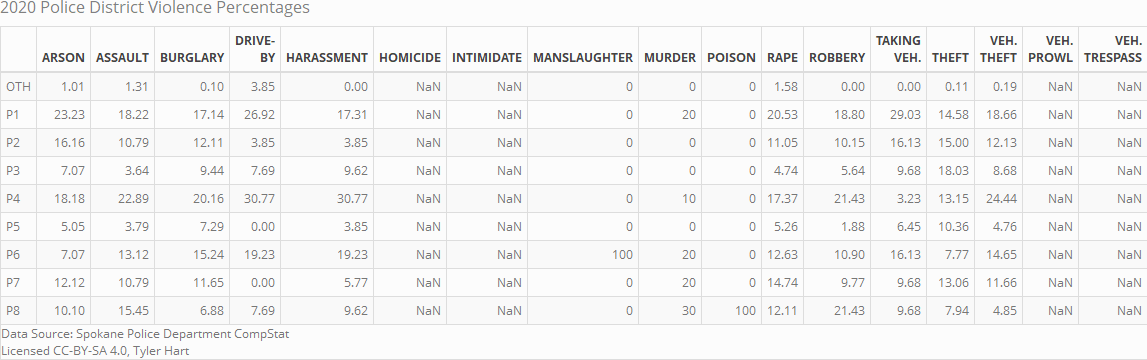 2020 Police District Violence Percentages
ARSON ASSAULT BURGLARY DRIVE-BY HARASSMENT HOMICIDE INTIMIDATE MANSLAUGHTER MURDER POISON RAPE ROBBERY TAKING VEH. THEFT VEH. THEFT VEH. PROWL VEH. TRESPASS
OTH 1.01 1.31 0.10 3.85 0.00 NaN NaN 0 0 0 1.58 0.00 0.00 0.11 0.19 NaN NaN
P1 23.23 18.22 17.14 26.92 17.31 NaN NaN 0 20 0 20.53 18.80 29.03 14.58 18.66 NaN NaN
P2 16.16 10.79 12.11 3.85 3.85 NaN NaN 0 0 0 11.05 10.15 16.13 15.00 12.13 NaN NaN
P3 7.07 3.64 9.44 7.69 9.62 NaN NaN 0 0 0 4.74 5.64 9.68 18.03 8.68 NaN NaN
P4 18.18 22.89 20.16 30.77 30.77 NaN NaN 0 10 0 17.37 21.43 3.23 13.15 24.44 NaN NaN
P5 5.05 3.79 7.29 0.00 3.85 NaN NaN 0 0 0 5.26 1.88 6.45 10.36 4.76 NaN NaN
P6 7.07 13.12 15.24 19.23 19.23 NaN NaN 100 20 0 12.63 10.90 16.13 7.77 14.65 NaN NaN
P7 12.12 10.79 11.65 0.00 5.77 NaN NaN 0 20 0 14.74 9.77 9.68 13.06 11.66 NaN NaN
P8 10.10 15.45 6.88 7.69 9.62 NaN NaN 0 30 100 12.11 21.43 9.68 7.94 4.85 NaN NaN
Data Source: Spokane Police Department CompStat
Licensed CC-BY-SA 4.0, Tyler Hart